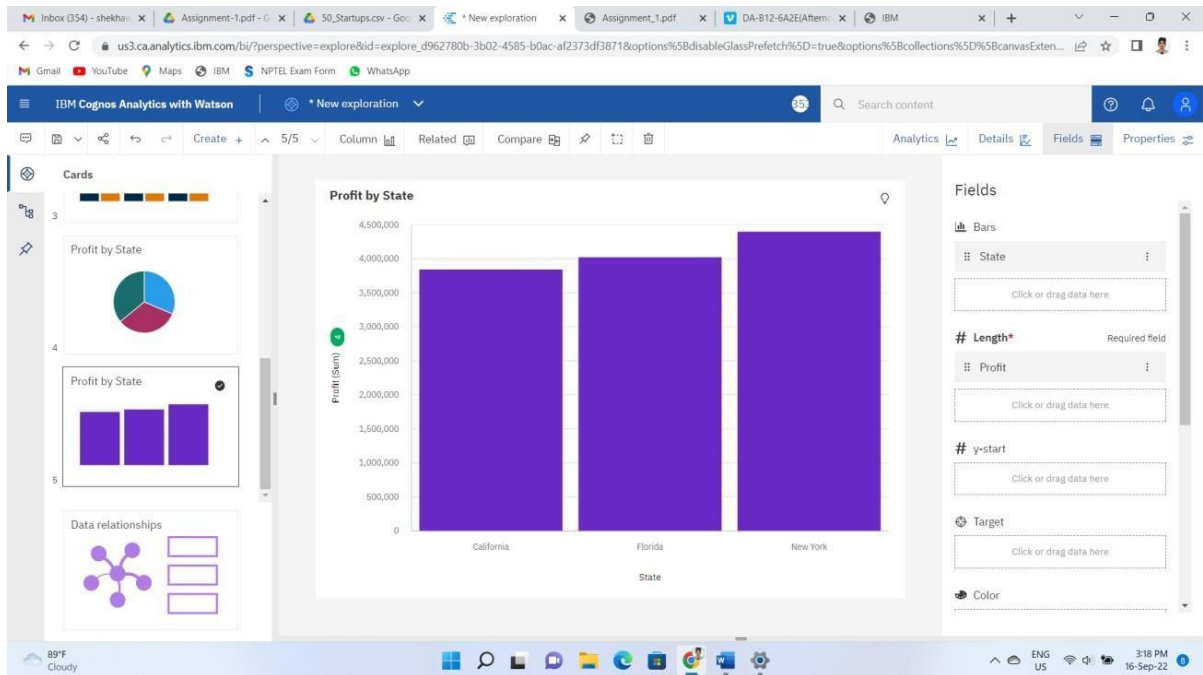 Inbox (354) - shekha x Assignment-1.pdf - G x 50_Startups.csv - Goo x * New exploration x Assignment_1.pdf x DA-B12-6A2E(Aftern x IBM x +
us3.ca.analytics.ibm.com/bi/?perspective=explore&id=explore_d962780b-3b02-4585-b0ac-af2373df3871&options%5BdisableGlassPrefetch%5D=true&options%5Bcollections%5D%5BcanvasExten...
Gmail YouTube Maps IBM NPTEL Exam Form WhatsApp
IBM Cognos Analytics with Watson * New exploration Search content
Create + 5/5 Column Related Compare Analytics Details Fields Properties
Cards
3
Profit by State
4
Profit by State
5
Data relationships
Profit by State
4,500,000
4,000,000
3,500,000
3,000,000
2,500,000
2,000,000
1,500,000
1,000,000
500,000
0
Profit (Sum) 4
California Florida New York
State
Fields
Bars
State
Click or drag data here
# Length* Required field
Profit
Click or drag data here
# y-start
Click or drag data here
Target
Click or drag data here
Color
89°F
Cloudy
ENG
US
3:18 PM
16-Sep-22
8